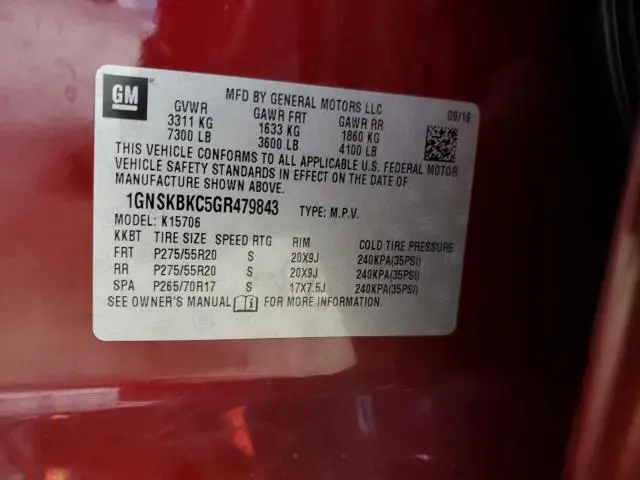 GM
MFD BY GENERAL MOTORS LLC 09/16
GVWR GAWR FRT GAWR RR
3311 KG 1633 KG 1860 KG
7300 LB 3600 LB 4100 LB
THIS VEHICLE CONFORMS TO ALL APPLICABLE U.S. FEDERAL MOTOR
VEHICLE SAFETY STANDARDS IN EFFECT ON THE DATE OF
MANUFACTURE SHOWN ABOVE.
1GNSKBKC5GR479843 TYPE: M.P.V.
MODEL: K15706
KKBT TIRE SIZE SPEED RTG RIM COLD TIRE PRESSURE
FRT P275/55R20 S 20X9J 240KPA(35PSI)
RR P275/55R20 S 20X9J 240KPA(35PSI)
SPA P265/70R17 S 17X7.5J 240KPA(35PSI)
SEE OWNER'S MANUAL FOR MORE INFORMATION.